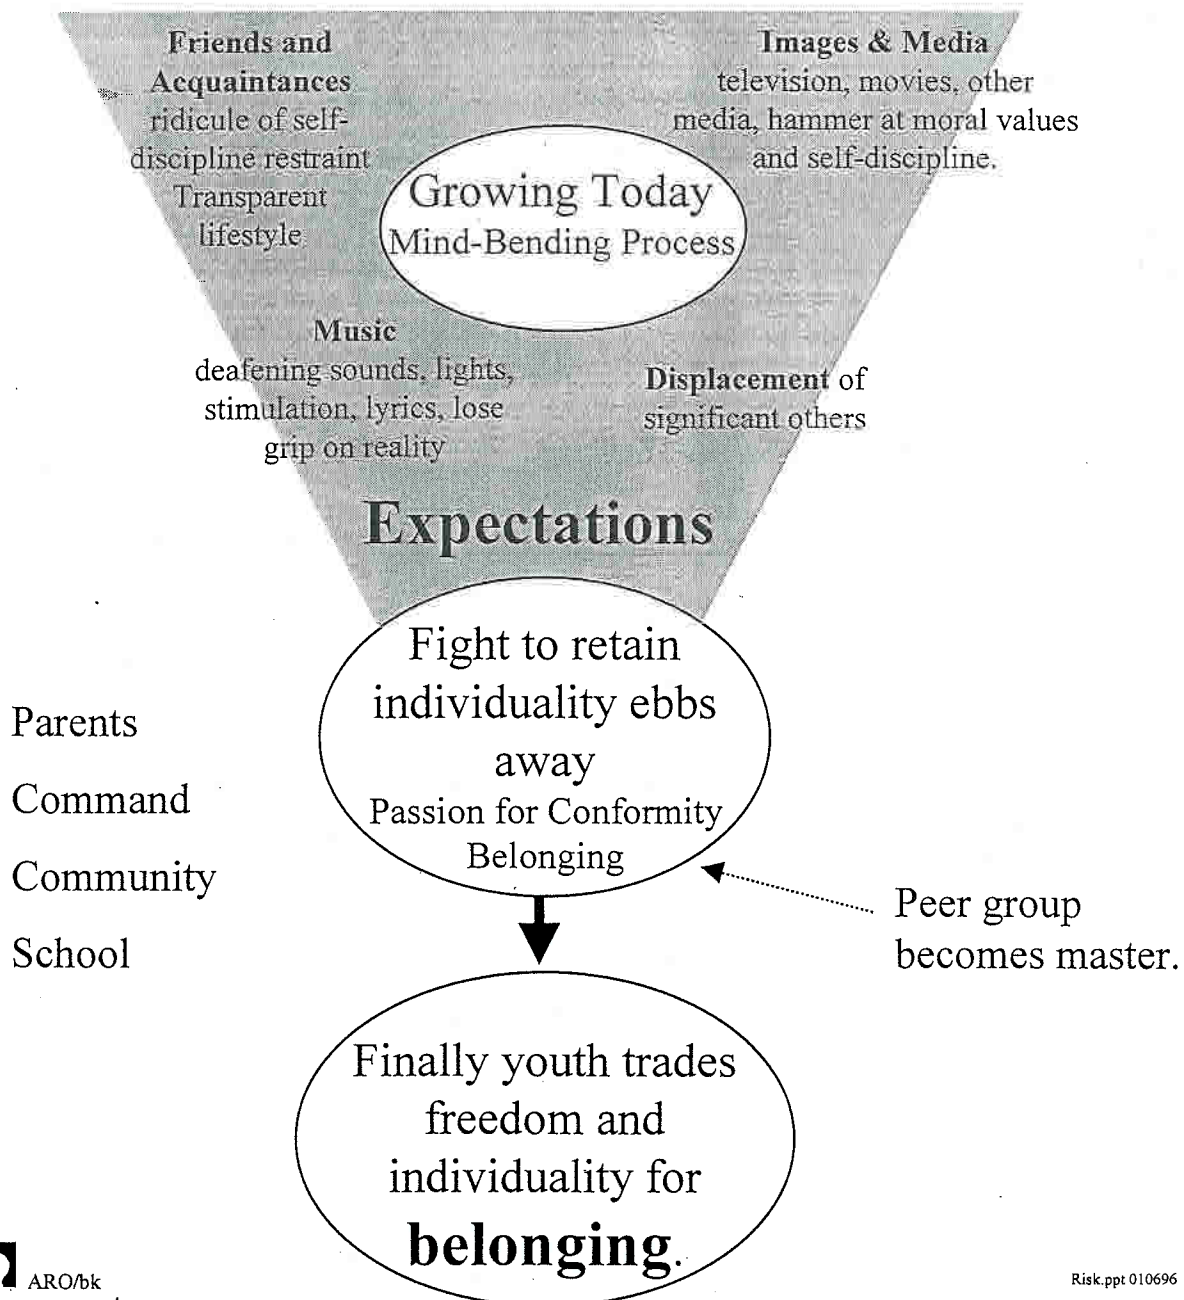 Friends and
Acquaintances
ridicule of self-
discipline restraint
Transparent
lifestyle
Images & Media
television, movies, other
media, hammer at moral values
and self-discipline.
Growing Today
Mind-Bending Process
Music
deafening sounds, lights,
stimulation, lyrics, lose
grip on reality
Displacement of
significant others
Expectations
Fight to retain
individuality ebbs
away
Passion for Conformity
Belonging
Parents
Command
Community
School
Peer group
becomes master.
Finally youth trades
freedom and
individuality for
belonging.
ARO/bk
Risk.ppt 010696